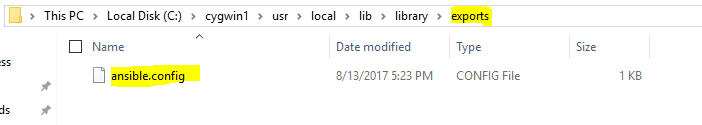 This PC > Local Disk (C:) > cygwin1 > usr > local > lib > library > exports
Name Date modified Type Size
ess
ansible.config 8/13/2017 5:23 PM CONFIG File 1 KB
ds